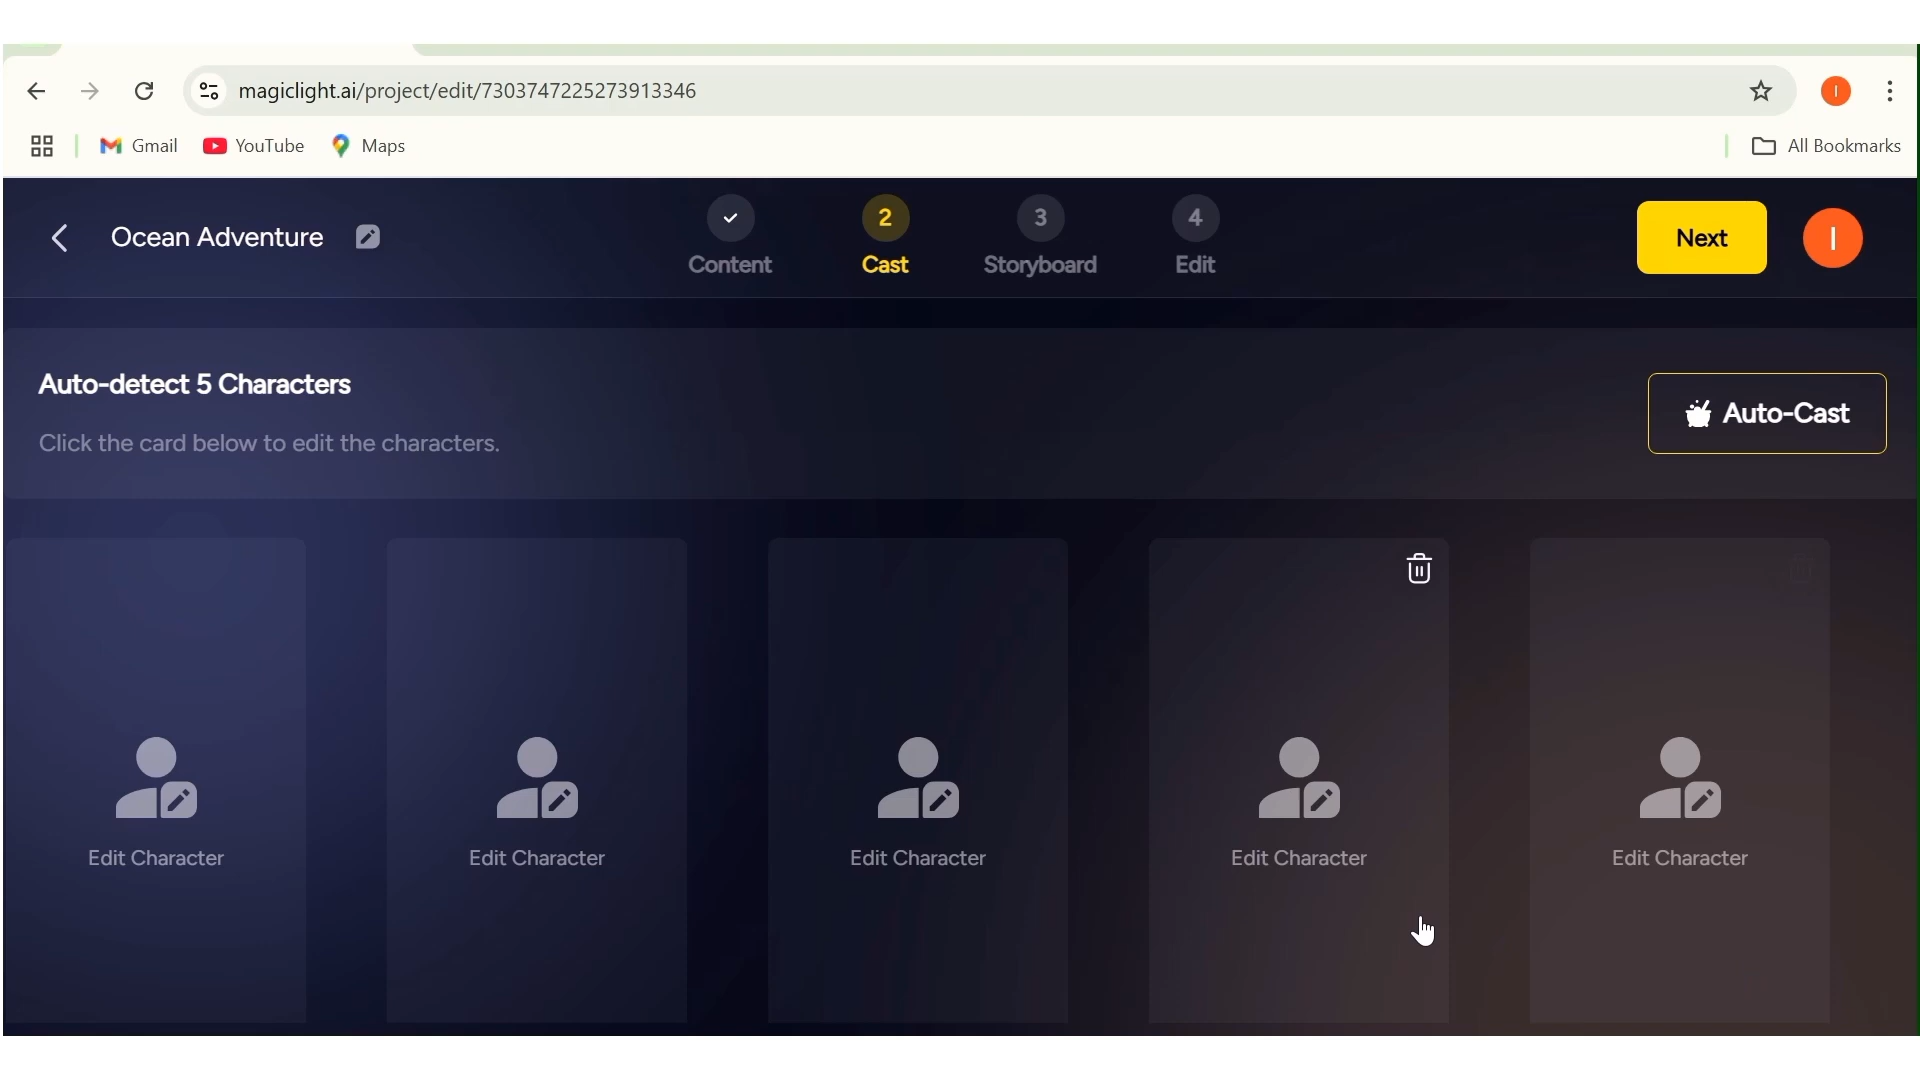 magiclight.ai/project/edit/7303747225273913346
I
Gmail
YouTube
Maps
All Bookmarks
Ocean Adventure
Content
2
Cast
3
Storyboard
4
Edit
Next
I
Auto-detect 5 Characters
Click the card below to edit the characters.
Auto-Cast
Edit Character
Edit Character
Edit Character
Edit Character
Edit Character